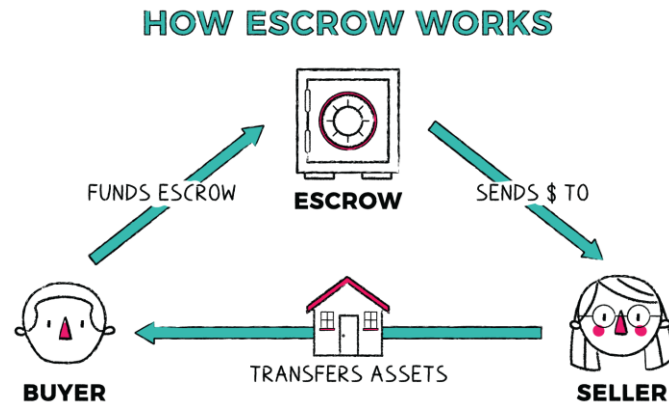 HOW ESCROW WORKS
FUNDS ESCROW
ESCROW
SENDS $ TO
BUYER
TRANSFERS ASSETS
SELLER